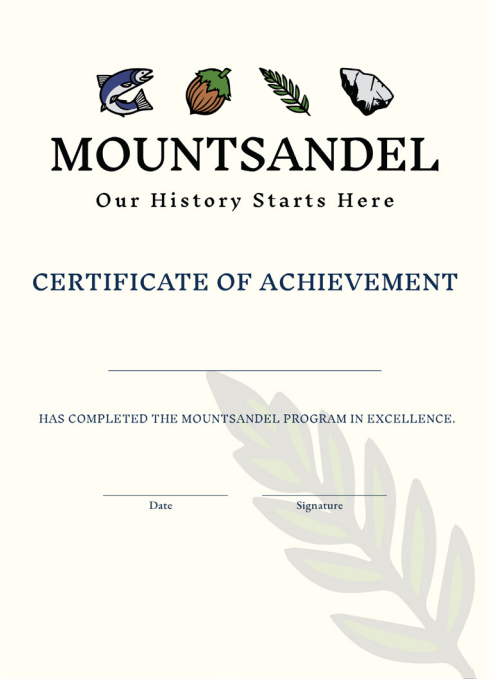 MOUNTSANDEL
Our History Starts Here
CERTIFICATE OF ACHIEVEMENT
HAS COMPLETED THE MOUNTSANDEL PROGRAM IN EXCELLENCE.
Date Signature